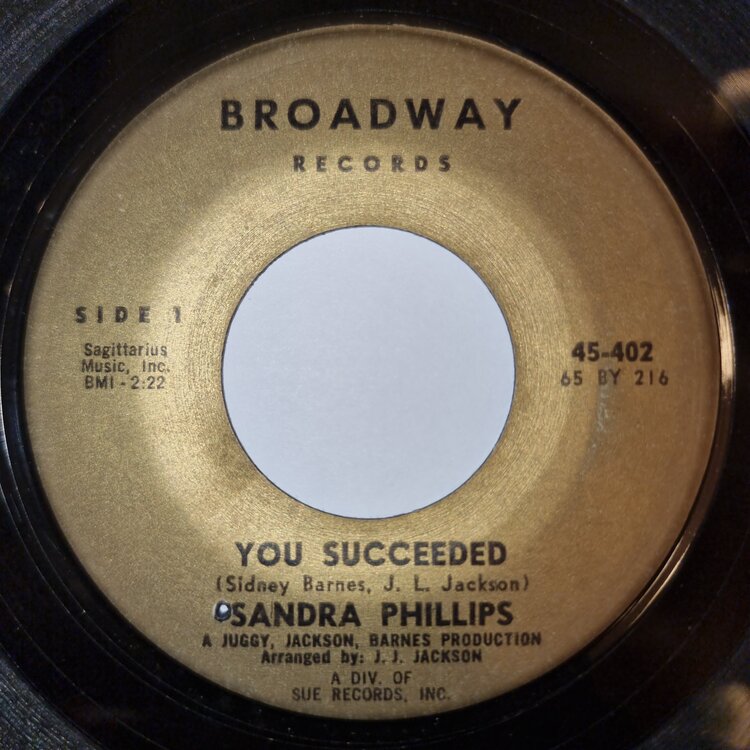 BROADWAY
RECORDS
SIDE 1
Sagittarius
Music, Inc.
BMI - 2:22
45-402
65 BY 216
YOU SUCCEEDED
(Sidney Barnes, J. L. Jackson)
SANDRA PHILLIPS
A JUGGY, JACKSON, BARNES PRODUCTION
Arranged by: J. J. JACKSON
A DIV. OF
SUE RECORDS, INC.